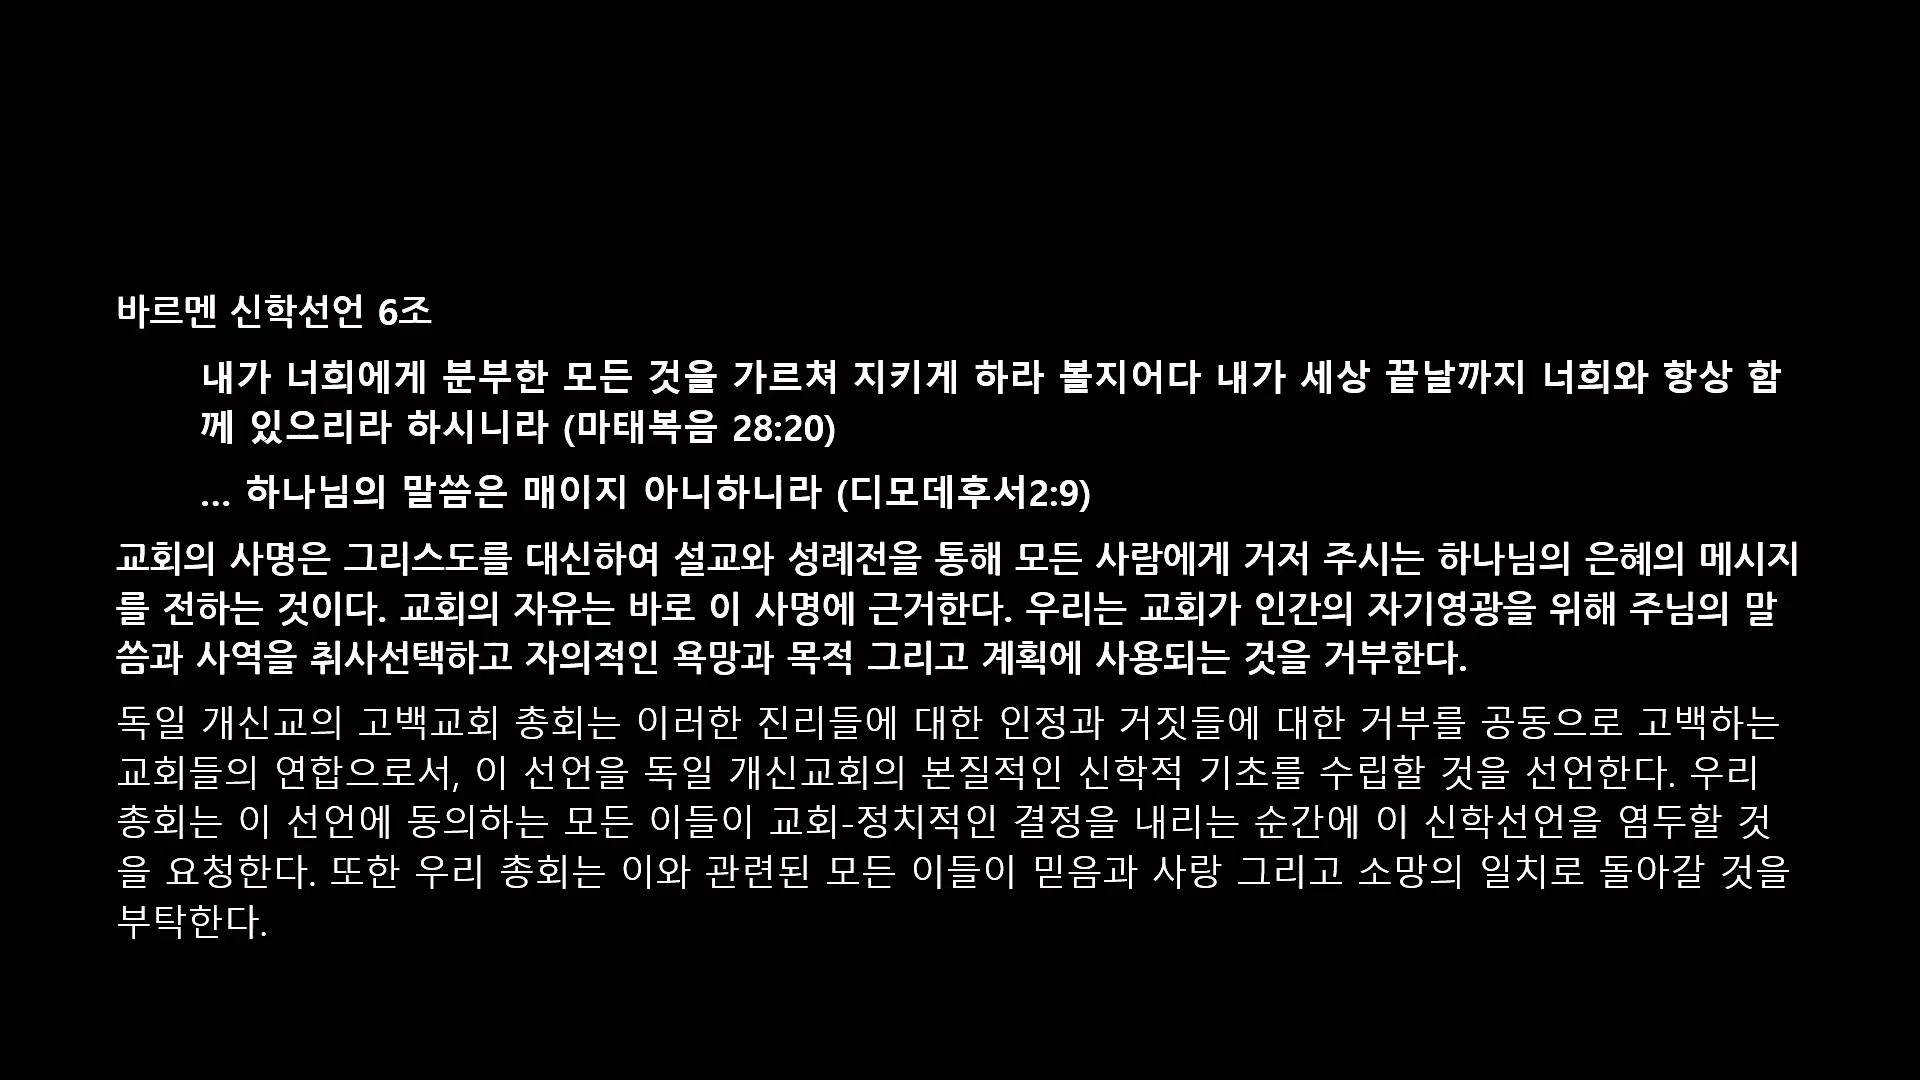 바르멘 신학선언 6조
내가 너희에게 분부한 모든 것을 가르쳐 지키게 하라 볼지어다 내가 세상 끝날까지 너희와 항상 함
께 있으리라 하시니라 (마태복음 28:20)
... 하나님의 말씀은 매이지 아니하니라 (디모데후서2:9)
교회의 사명은 그리스도를 대신하여 설교와 성례전을 통해 모든 사람에게 거저 주시는 하나님의 은혜의 메시지
를 전하는 것이다. 교회의 자유는 바로 이 사명에 근거한다. 우리는 교회가 인간의 자기영광을 위해 주님의 말
씀과 사역을 취사선택하고 자의적인 욕망과 목적 그리고 계획에 사용되는 것을 거부한다.
독일 개신교의 고백교회 총회는 이러한 진리들에 대한 인정과 거짓들에 대한 거부를 공동으로 고백하는
교회들의 연합으로서, 이 선언을 독일 개신교회의 본질적인 신학적 기초를 수립할 것을 선언한다. 우리
총회는 이 선언에 동의하는 모든 이들이 교회-정치적인 결정을 내리는 순간에 이 신학선언을 염두할 것
을 요청한다. 또한 우리 총회는 이와 관련된 모든 이들이 믿음과 사랑 그리고 소망의 일치로 돌아갈 것을
부탁한다.